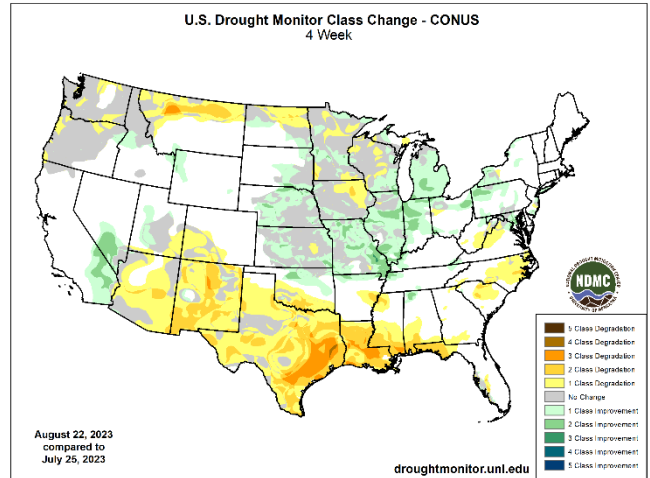 U.S. Drought Monitor Class Change - CONUS
4 Week
NDMC
5 Class Degradation
4 Class Degradation
3 Class Degradation
2 Class Degradation
1 Class Degradation
No Change
1 Class Improvement
2 Class Improvement
3 Class Improvement
4 Class Improvement
5 Class Improvement
August 22, 2023
compared to
July 25, 2023
droughtmonitor.unl.edu